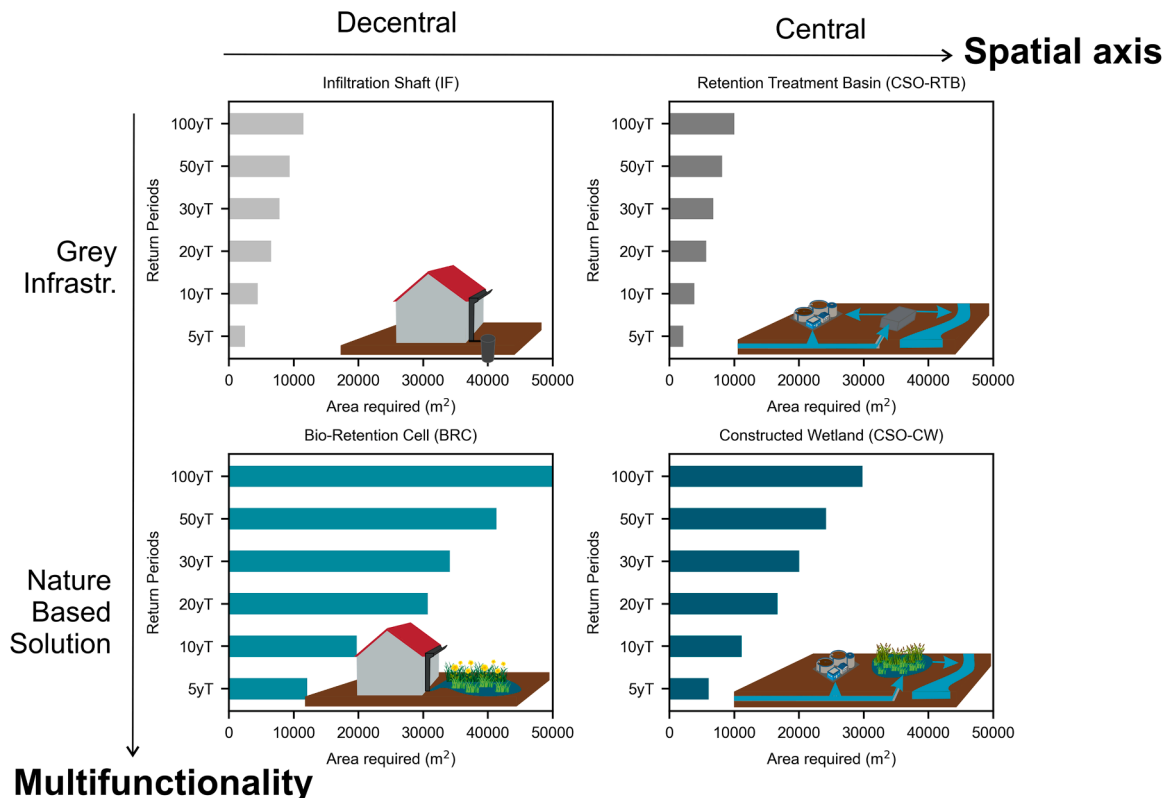 Decentral
Central
Spatial axis
Infiltration Shaft (IF)
Retention Treatment Basin (CSO-RTB)
Grey
Infrastr.
Return Periods
100yT
50yT
30yT
20yT
10yT
5yT
0 10000 20000 30000 40000 50000
Area required (m²)
Return Periods
100yT
50yT
30yT
20yT
10yT
5yT
0 10000 20000 30000 40000 50000
Area required (m²)
Bio-Retention Cell (BRC)
Constructed Wetland (CSO-CW)
Nature
Based
Solution
Return Periods
100yT
50yT
30yT
20yT
10yT
5yT
0 10000 20000 30000 40000 50000
Area required (m²)
Return Periods
100yT
50yT
30yT
20yT
10yT
5yT
0 10000 20000 30000 40000 50000
Area required (m²)
Multifunctionality